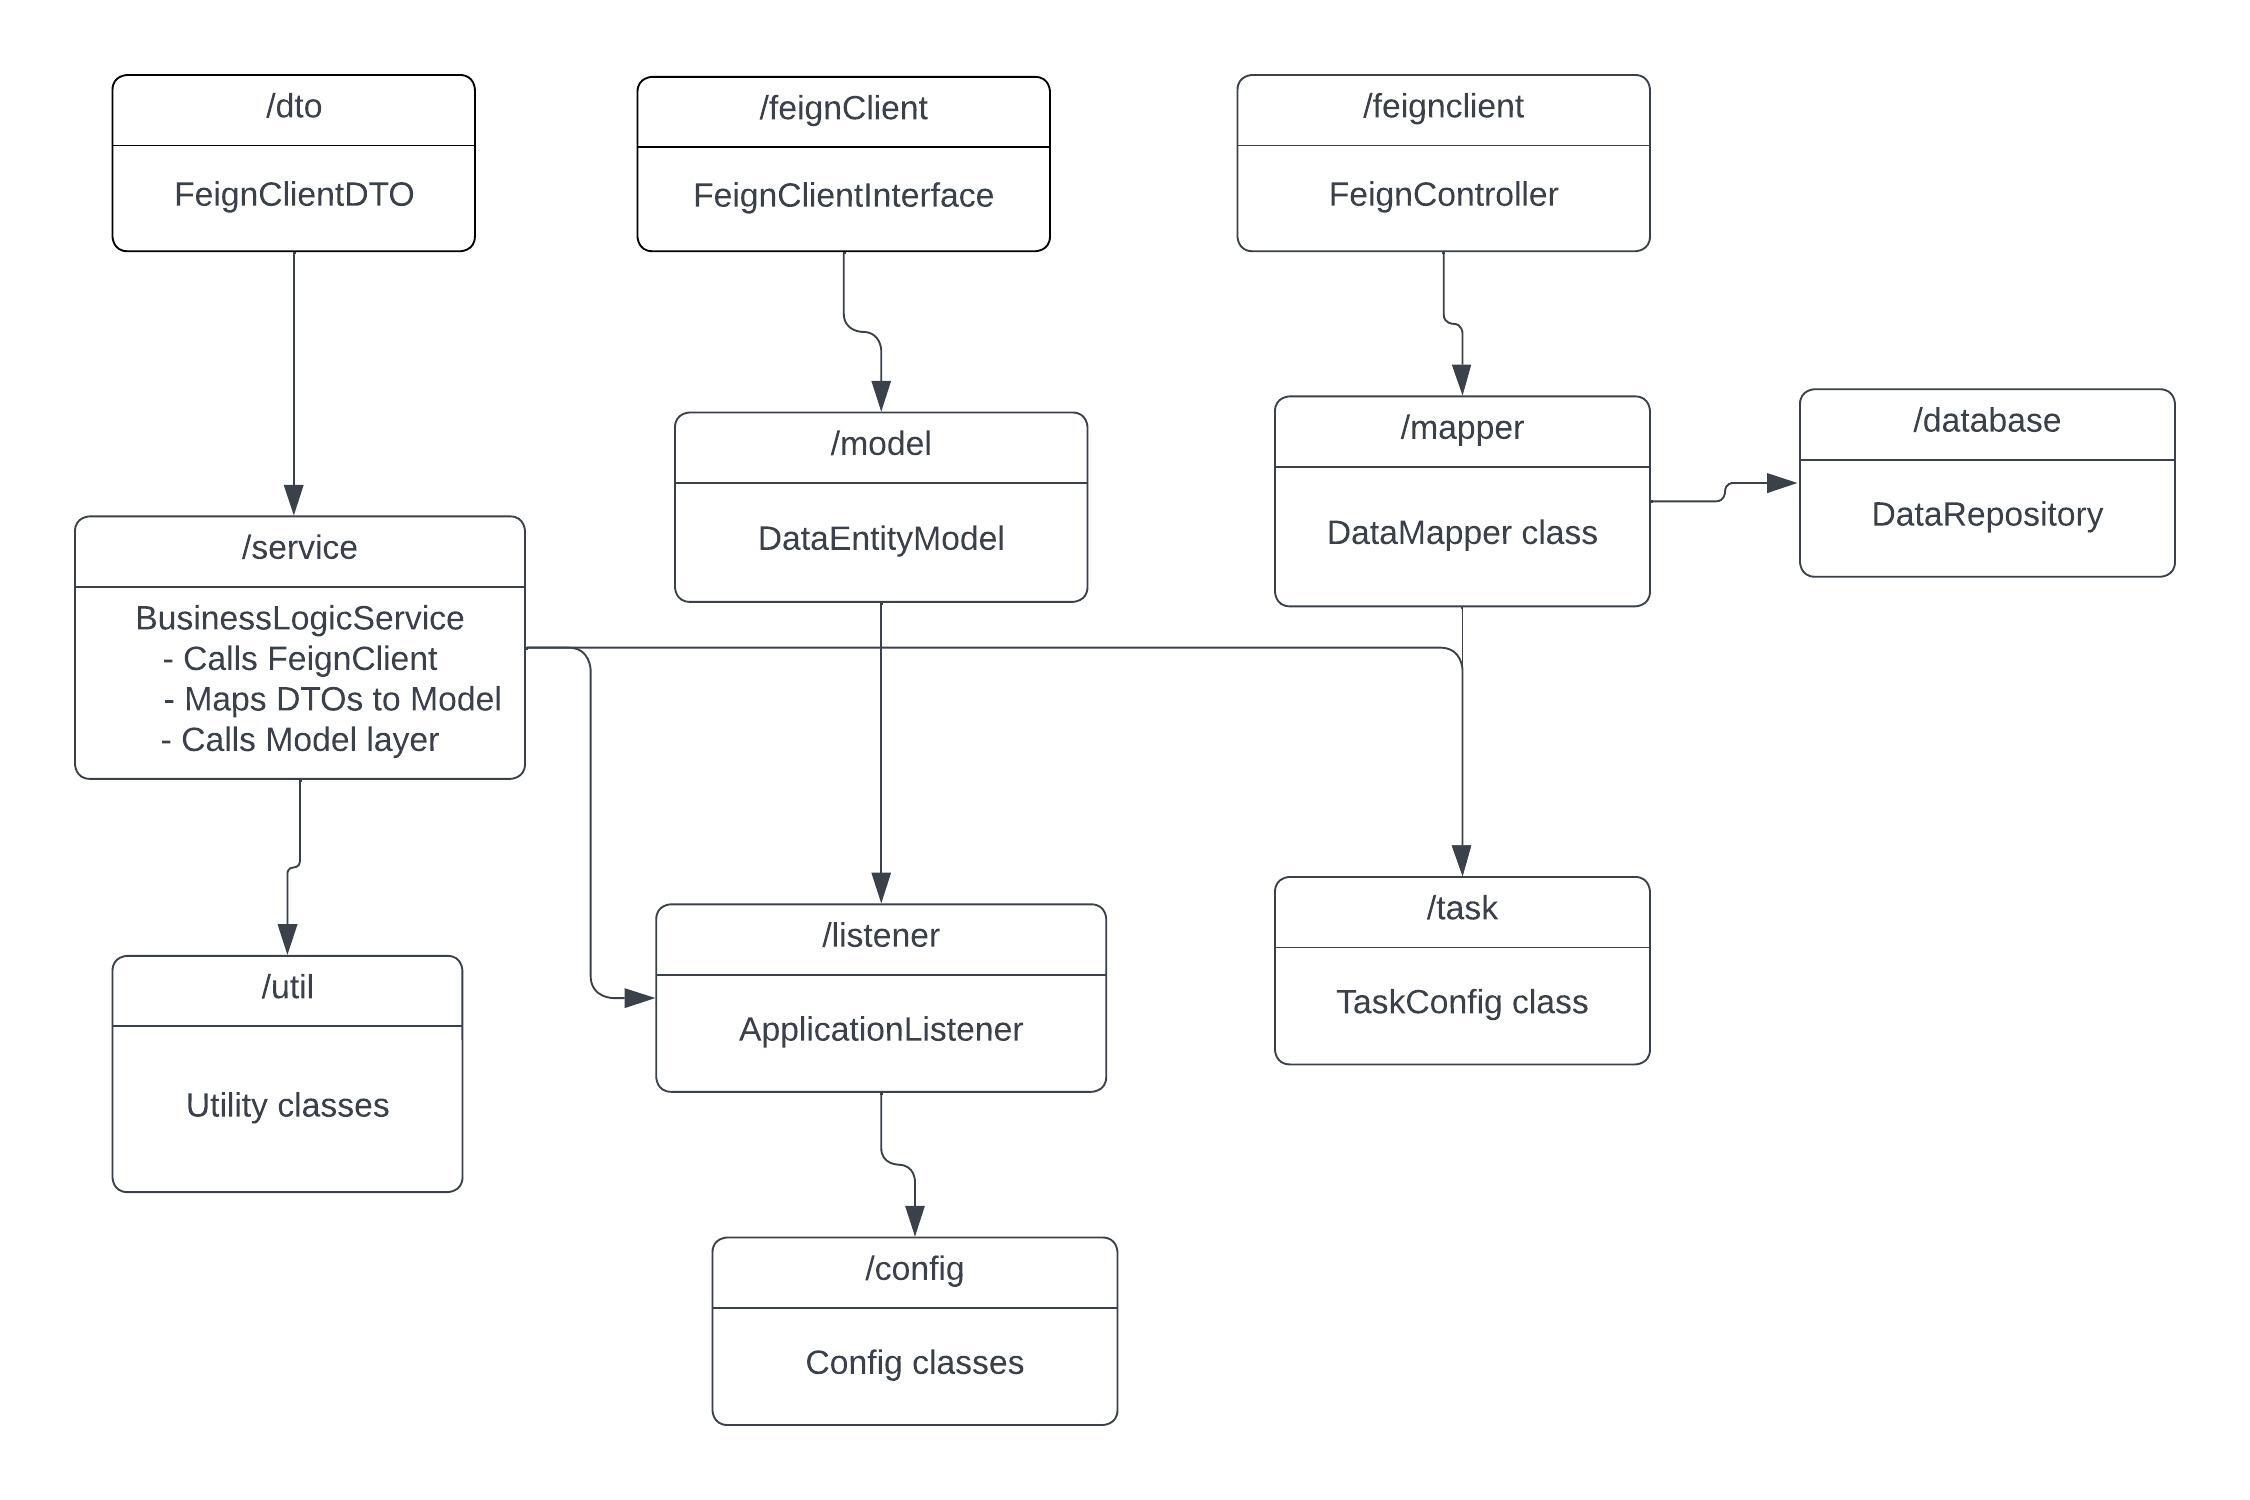 /dto
FeignClientDTO
/feignClient
FeignClientInterface
/feignclient
FeignController
/model
DataEntityModel
/mapper
DataMapper class
/database
DataRepository
/service
BusinessLogicService
- Calls FeignClient
- Maps DTOs to Model
- Calls Model layer
/util
Utility classes
/listener
ApplicationListener
/task
TaskConfig class
/config
Config classes